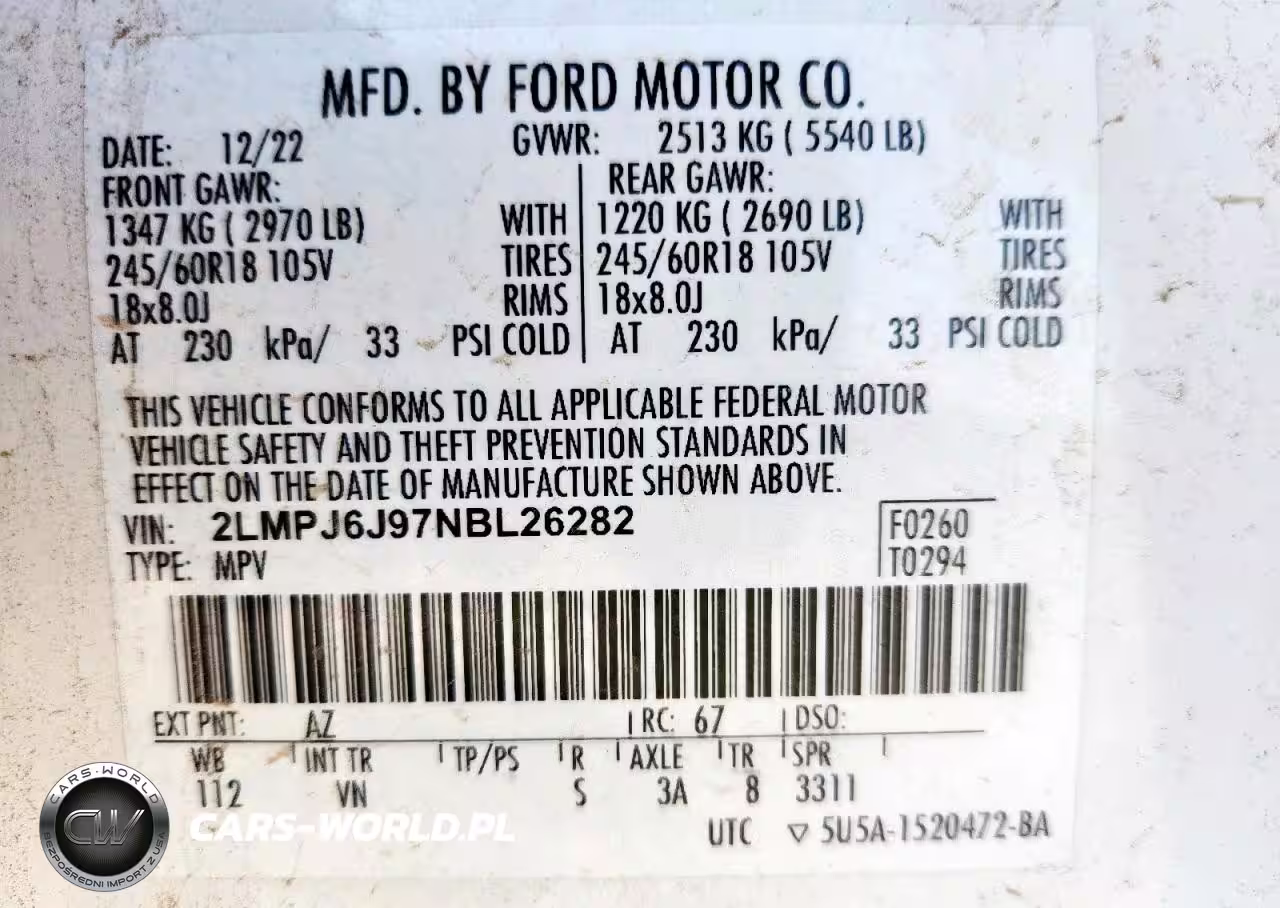 MFD. BY FORD MOTOR CO.
DATE: 12/22 GVWR: 2513 KG ( 5540 LB)
FRONT GAWR: REAR GAWR:
1347 KG ( 2970 LB) WITH 1220 KG ( 2690 LB) WITH
245/60R18 105V TIRES 245/60R18 105V TIRES
18x8.0J RIMS 18x8.0J RIMS
AT 230 kPa/ 33 PSI COLD AT 230 kPa/ 33 PSI COLD
THIS VEHICLE CONFORMS TO ALL APPLICABLE FEDERAL MOTOR
VEHICLE SAFETY AND THEFT PREVENTION STANDARDS IN
EFFECT ON THE DATE OF MANUFACTURE SHOWN ABOVE.
VIN: 2LMPJ6J97NBL26282 F0260
TYPE: MPV T0294
EXT PNT: AZ RC: 67 DSO:
WB INT TR TP/PS R AXLE TR SPR
112 VN S 3A 8 3311
UTC ▽ 5U5A-1520472-BA
CARS-WORLD
CW
BEZPOŚREDNI IMPORT Z USA
CARS-WORLD.PL